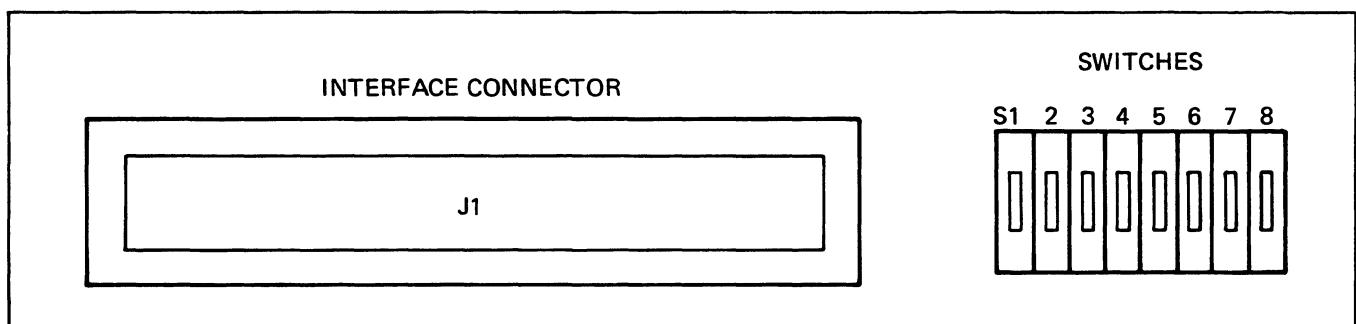 SWITCHES
INTERFACE CONNECTOR
S1 2 3 4 5 6 7 8
J1